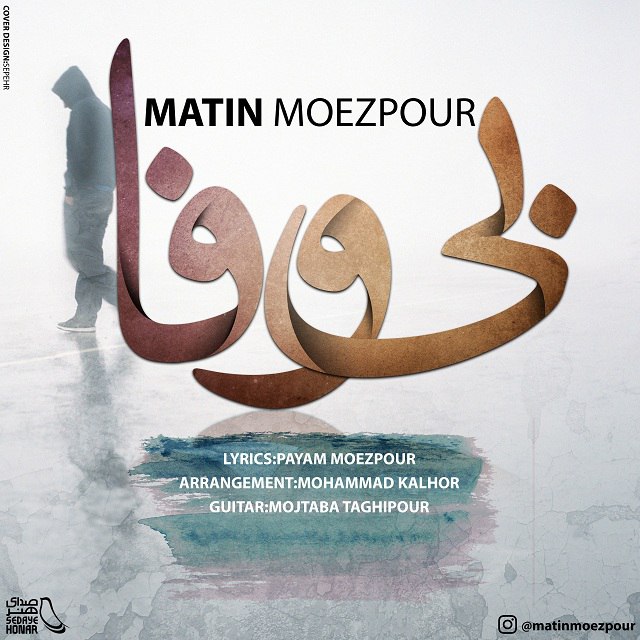 COVER DESIGN:SEPEHR
MATIN MOEZPOUR
بی وفا
LYRICS:PAYAM MOEZPOUR
ARRANGEMENT:MOHAMMAD KALHOR
GUITAR:MOJTABA TAGHIPOUR
صدای
هنر
SEDAYE
HONAR
@matinmoezpour